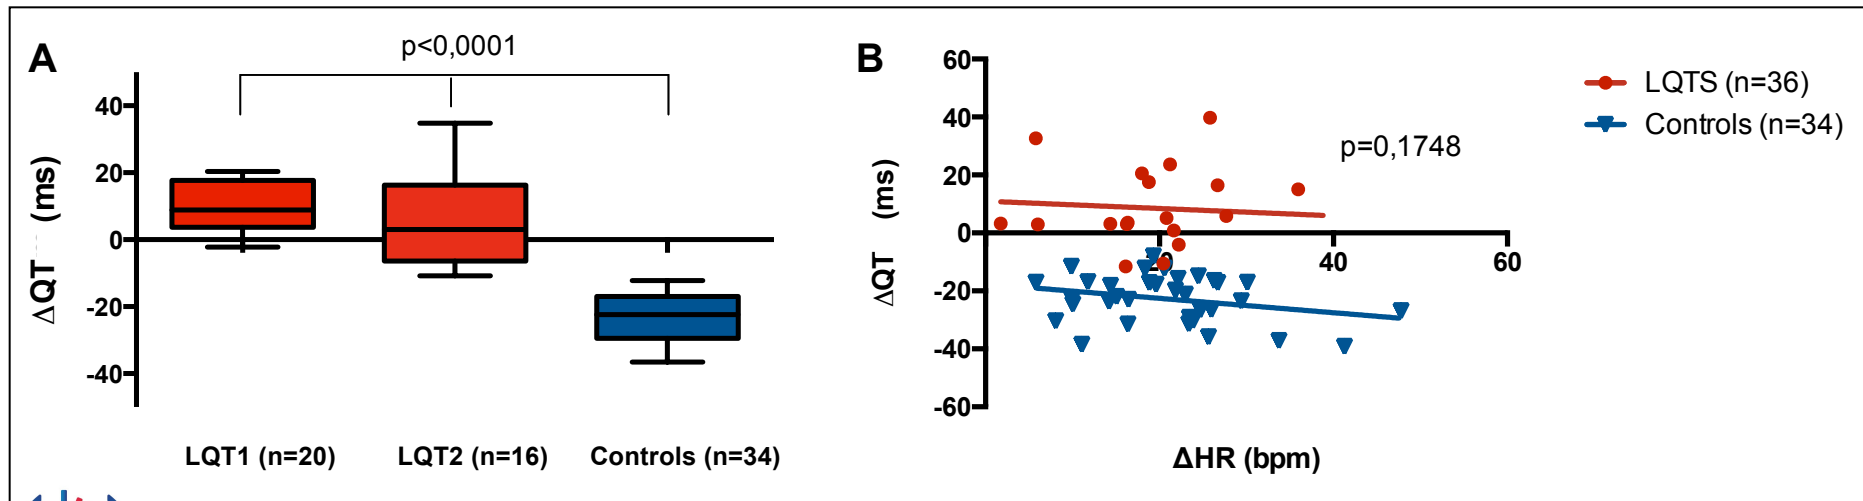 A
p<0,0001
40
20
0
-20
-40
ΔQT (ms)
LQT1 (n=20)
LQT2 (n=16)
Controls (n=34)
B
60
40
20
0
-20
-40
-60
ΔQT (ms)
20
40
60
ΔHR (bpm)
p=0,1748
LQTS (n=36)
Controls (n=34)